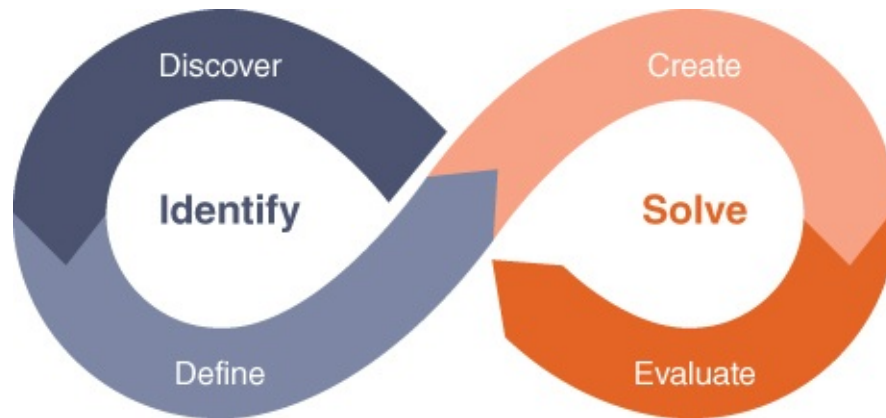 Discover
Create
Identify
Solve
Define
Evaluate